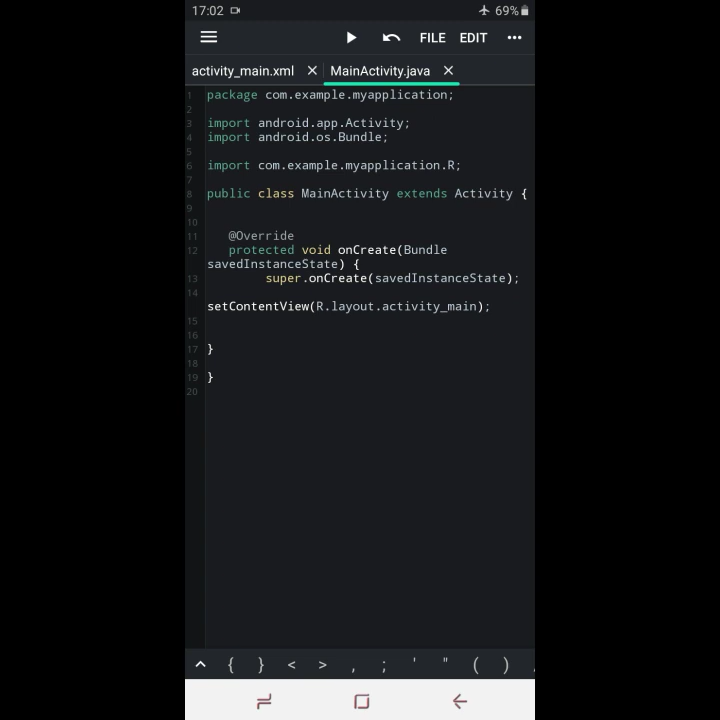 17:02 69%
FILE EDIT
activity_main.xml MainActivity.java
1 package com.example.myapplication;
2
3 import android.app.Activity;
4 import android.os.Bundle;
5
6 import com.example.myapplication.R;
7
8 public class MainActivity extends Activity {
9
10
11 @Override
12 protected void onCreate(Bundle
savedInstanceState) {
13 super.onCreate(savedInstanceState);
14
setContentView(R.layout.activity_main);
15
16
17 }
18
19 }
20
{ } < > , ; ' " ( )